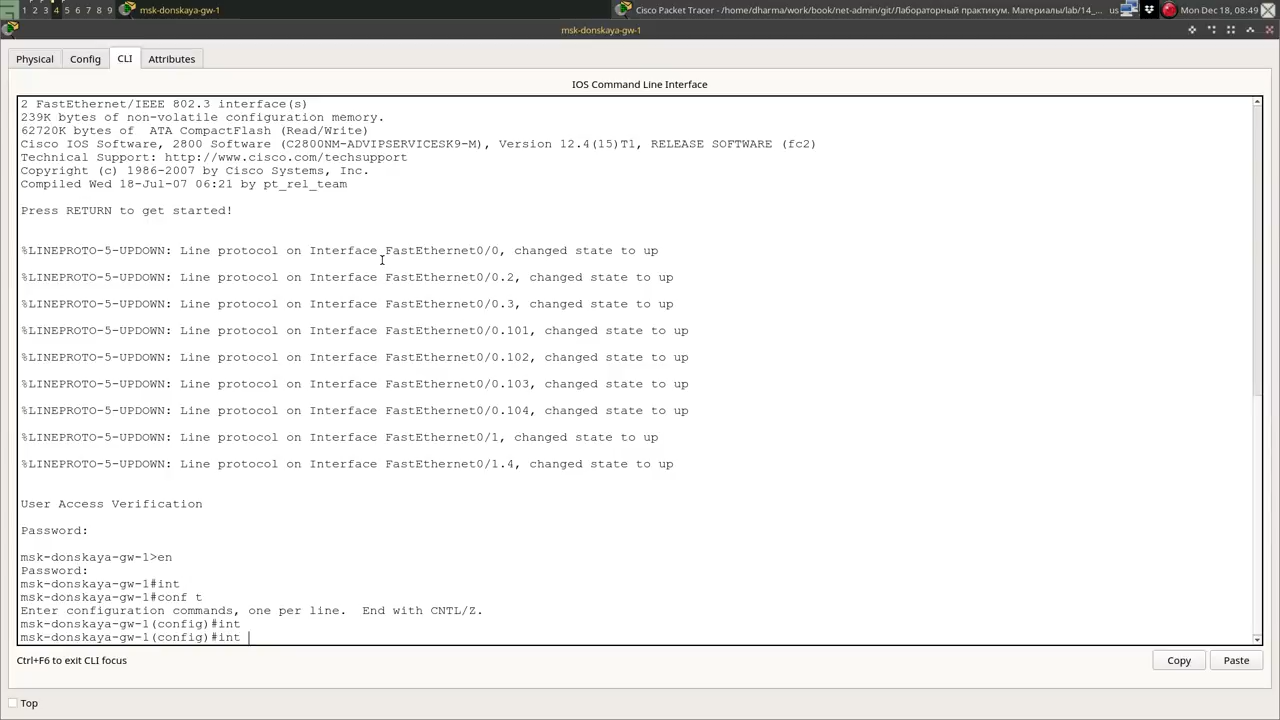 1 2 3 4 5 6 7 8 9
msk-donskaya-gw-1
Cisco Packet Tracer - /home/dharma/work/book/net-admin/git/Лабораторный практикум. Материалы/lab/14_...
us
Mon Dec 18, 08:49
msk-donskaya-gw-1
Physical
Config
CLI
Attributes
IOS Command Line Interface
2 FastEthernet/IEEE 802.3 interface(s)
239K bytes of non-volatile configuration memory.
62720K bytes of  ATA CompactFlash (Read/Write)
Cisco IOS Software, 2800 Software (C2800NM-ADVIPSERVICESK9-M), Version 12.4(15)T1, RELEASE SOFTWARE (fc2)
Technical Support: http://www.cisco.com/techsupport
Copyright (c) 1986-2007 by Cisco Systems, Inc.
Compiled Wed 18-Jul-07 06:21 by pt_rel_team
Press RETURN to get started!
%LINEPROTO-5-UPDOWN: Line protocol on Interface FastEthernet0/0, changed state to up
%LINEPROTO-5-UPDOWN: Line protocol on Interface FastEthernet0/0.2, changed state to up
%LINEPROTO-5-UPDOWN: Line protocol on Interface FastEthernet0/0.3, changed state to up
%LINEPROTO-5-UPDOWN: Line protocol on Interface FastEthernet0/0.101, changed state to up
%LINEPROTO-5-UPDOWN: Line protocol on Interface FastEthernet0/0.102, changed state to up
%LINEPROTO-5-UPDOWN: Line protocol on Interface FastEthernet0/0.103, changed state to up
%LINEPROTO-5-UPDOWN: Line protocol on Interface FastEthernet0/0.104, changed state to up
%LINEPROTO-5-UPDOWN: Line protocol on Interface FastEthernet0/1, changed state to up
%LINEPROTO-5-UPDOWN: Line protocol on Interface FastEthernet0/1.4, changed state to up
User Access Verification
Password:
msk-donskaya-gw-1>en
Password:
msk-donskaya-gw-1#int
msk-donskaya-gw-1#conf t
Enter configuration commands, one per line.  End with CNTL/Z.
msk-donskaya-gw-1(config)#int
msk-donskaya-gw-1(config)#int
Ctrl+F6 to exit CLI focus
Copy
Paste
Top